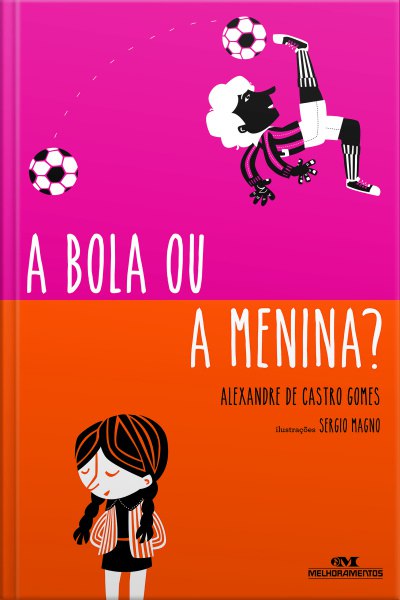 A BOLA OU
A MENINA?
ALEXANDRE DE CASTRO GOMES
ilustrações SERGIO MAGNO
MELHORAMENTOS